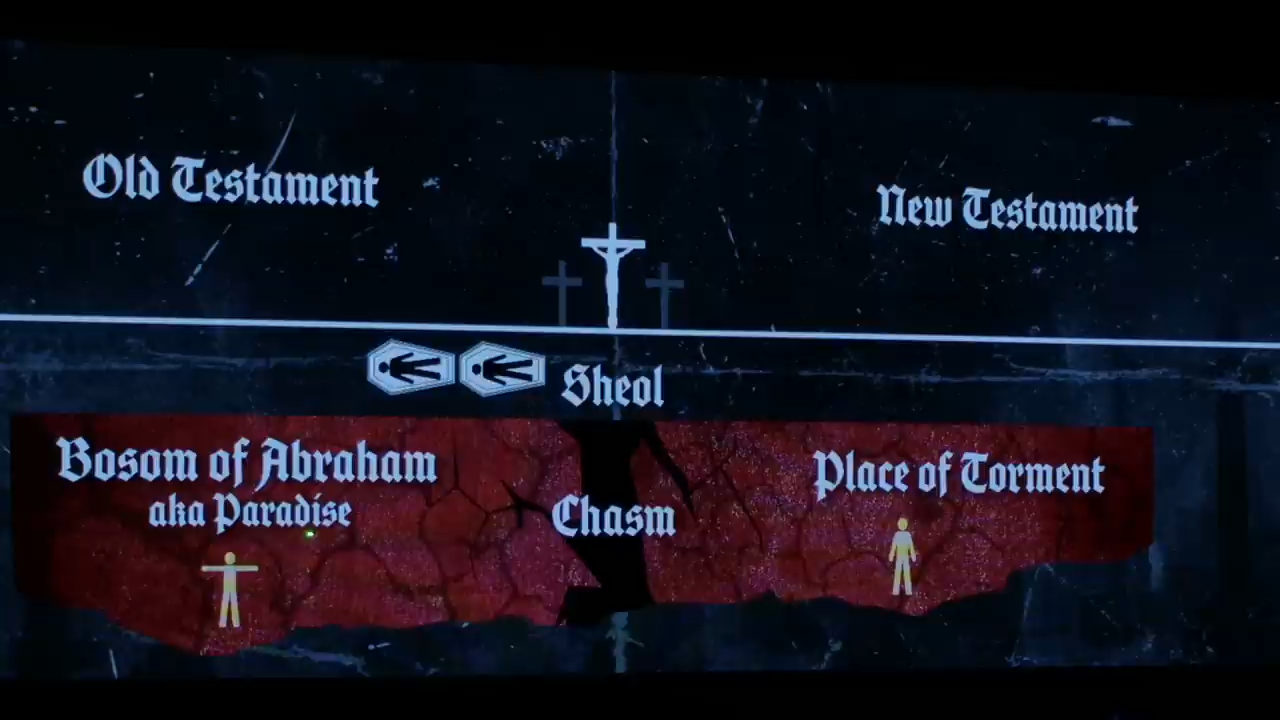 Old Testament
New Testament
Sheol
Bosom of Abraham
aka Paradise
Chasm
Place of Torment